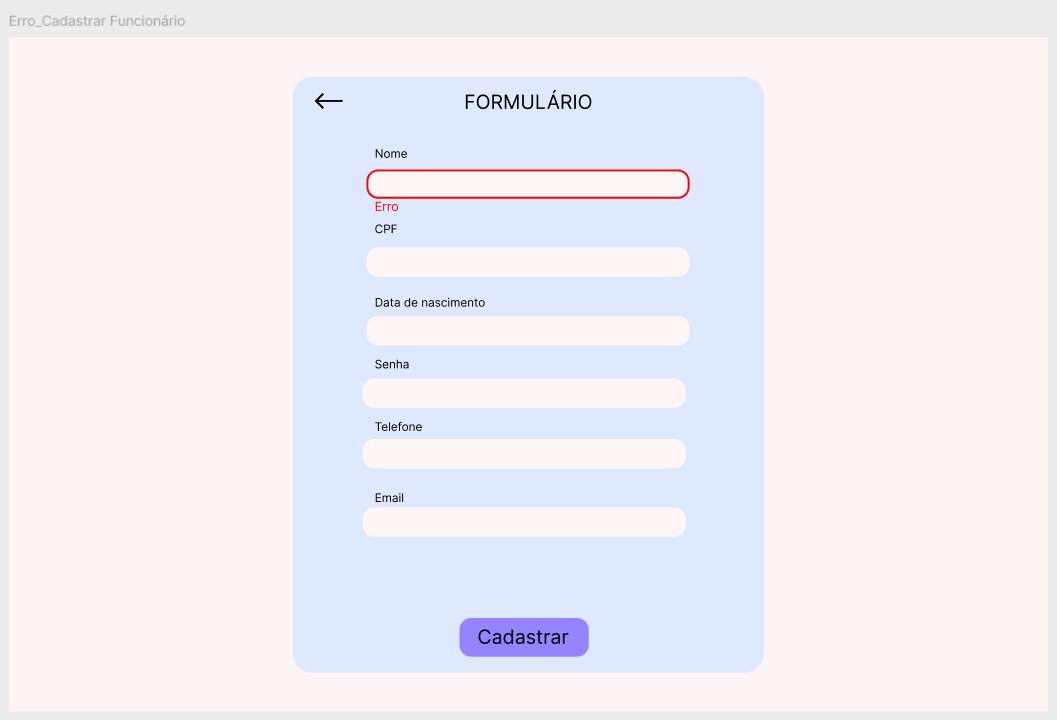 Erro_Cadastrar Funcionário
FORMULÁRIO
Nome
Erro
CPF
Data de nascimento
Senha
Telefone
Email
Cadastrar